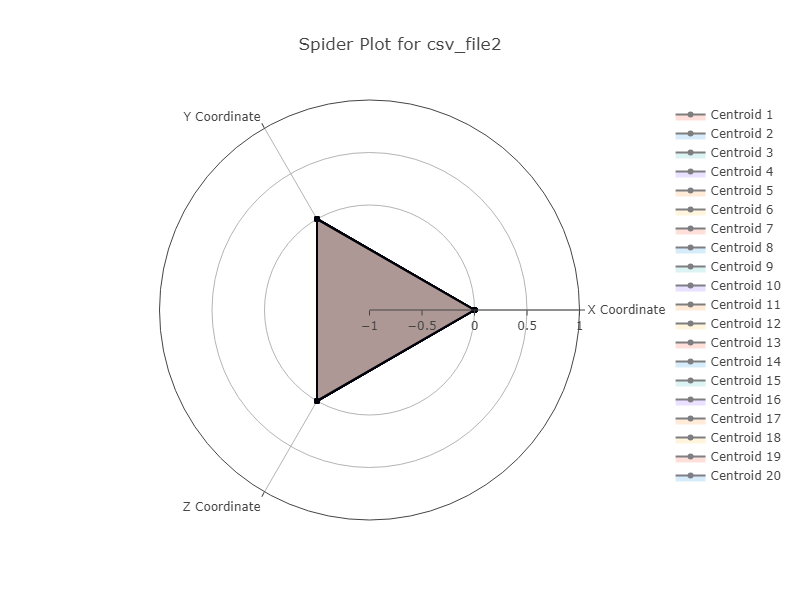 Spider Plot for csv_file2
Y Coordinate
X Coordinate
−1
−0.5
0
0.5
1
Z Coordinate
Centroid 1
Centroid 2
Centroid 3
Centroid 4
Centroid 5
Centroid 6
Centroid 7
Centroid 8
Centroid 9
Centroid 10
Centroid 11
Centroid 12
Centroid 13
Centroid 14
Centroid 15
Centroid 16
Centroid 17
Centroid 18
Centroid 19
Centroid 20